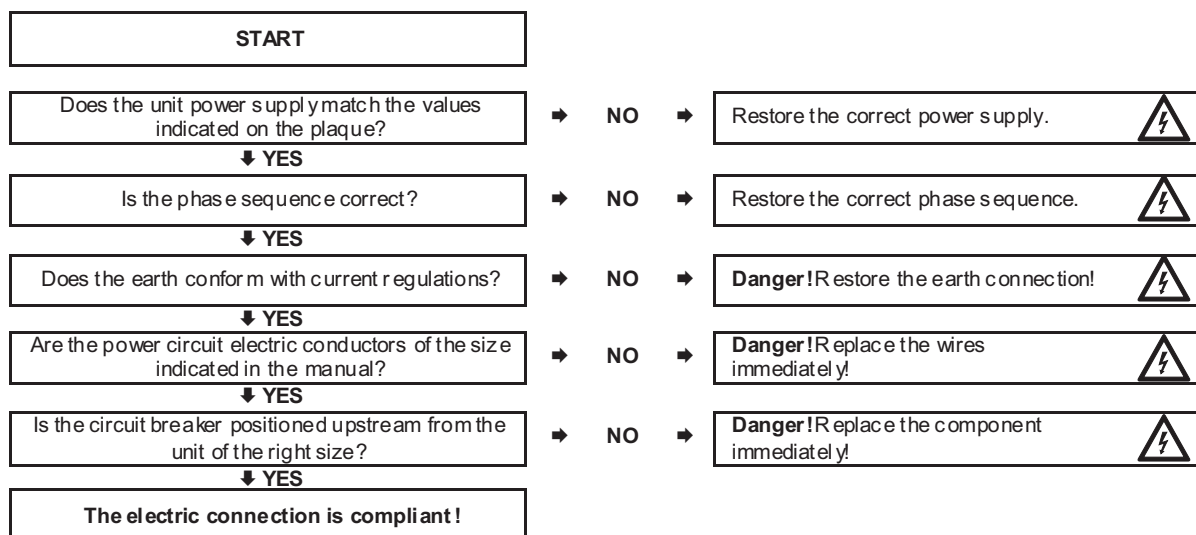 START
Does the unit power supply match the values
indicated on the plaque?
➡ NO ➡
Restore the correct power supply.
⬇ YES
Is the phase sequence correct?
➡ NO ➡
Restore the correct phase sequence.
⬇ YES
Does the earth conform with current regulations?
➡ NO ➡
Danger! Restore the earth connection!
⬇ YES
Are the power circuit electric conductors of the size
indicated in the manual?
➡ NO ➡
Danger! Replace the wires
immediately!
⬇ YES
Is the circuit breaker positioned upstream from the
unit of the right size?
➡ NO ➡
Danger! Replace the component
immediately!
⬇ YES
The electric connection is compliant!